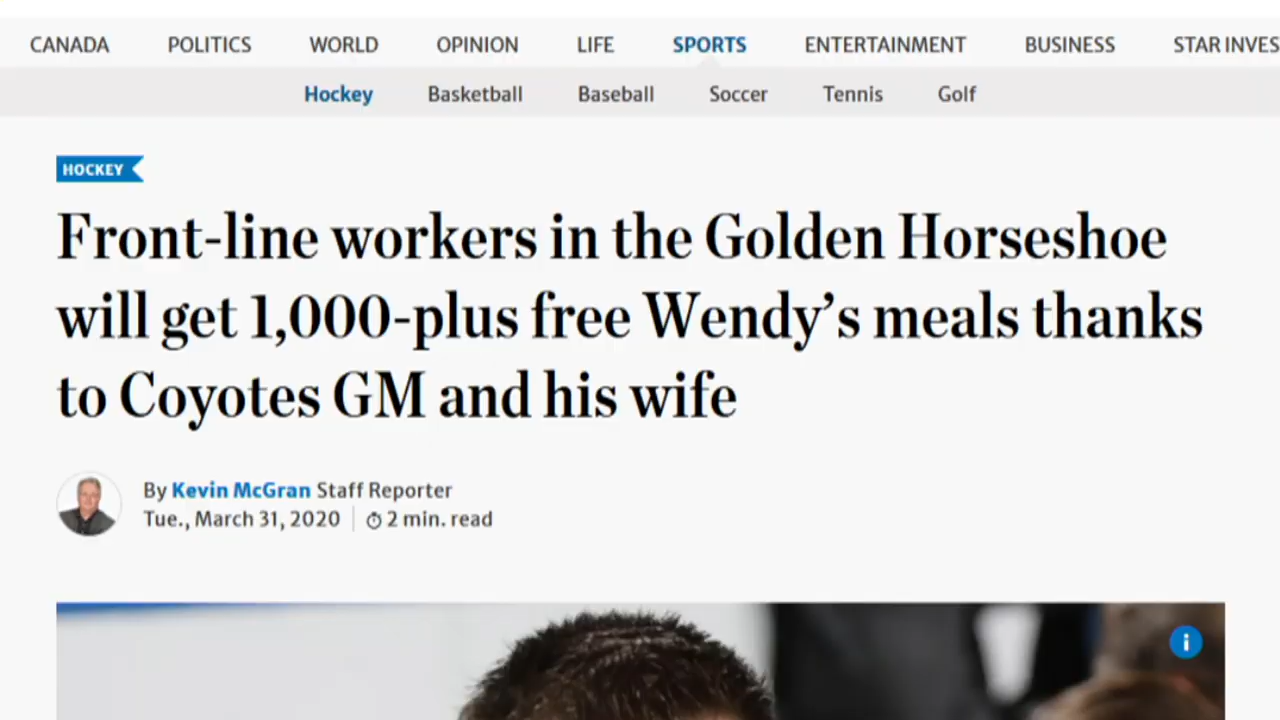 CANADA POLITICS WORLD OPINION LIFE SPORTS ENTERTAINMENT BUSINESS STAR INVES
Hockey Basketball Baseball Soccer Tennis Golf
HOCKEY
Front-line workers in the Golden Horseshoe
will get 1,000-plus free Wendy’s meals thanks
to Coyotes GM and his wife
By Kevin McGran Staff Reporter
Tue., March 31, 2020 2 min. read
i